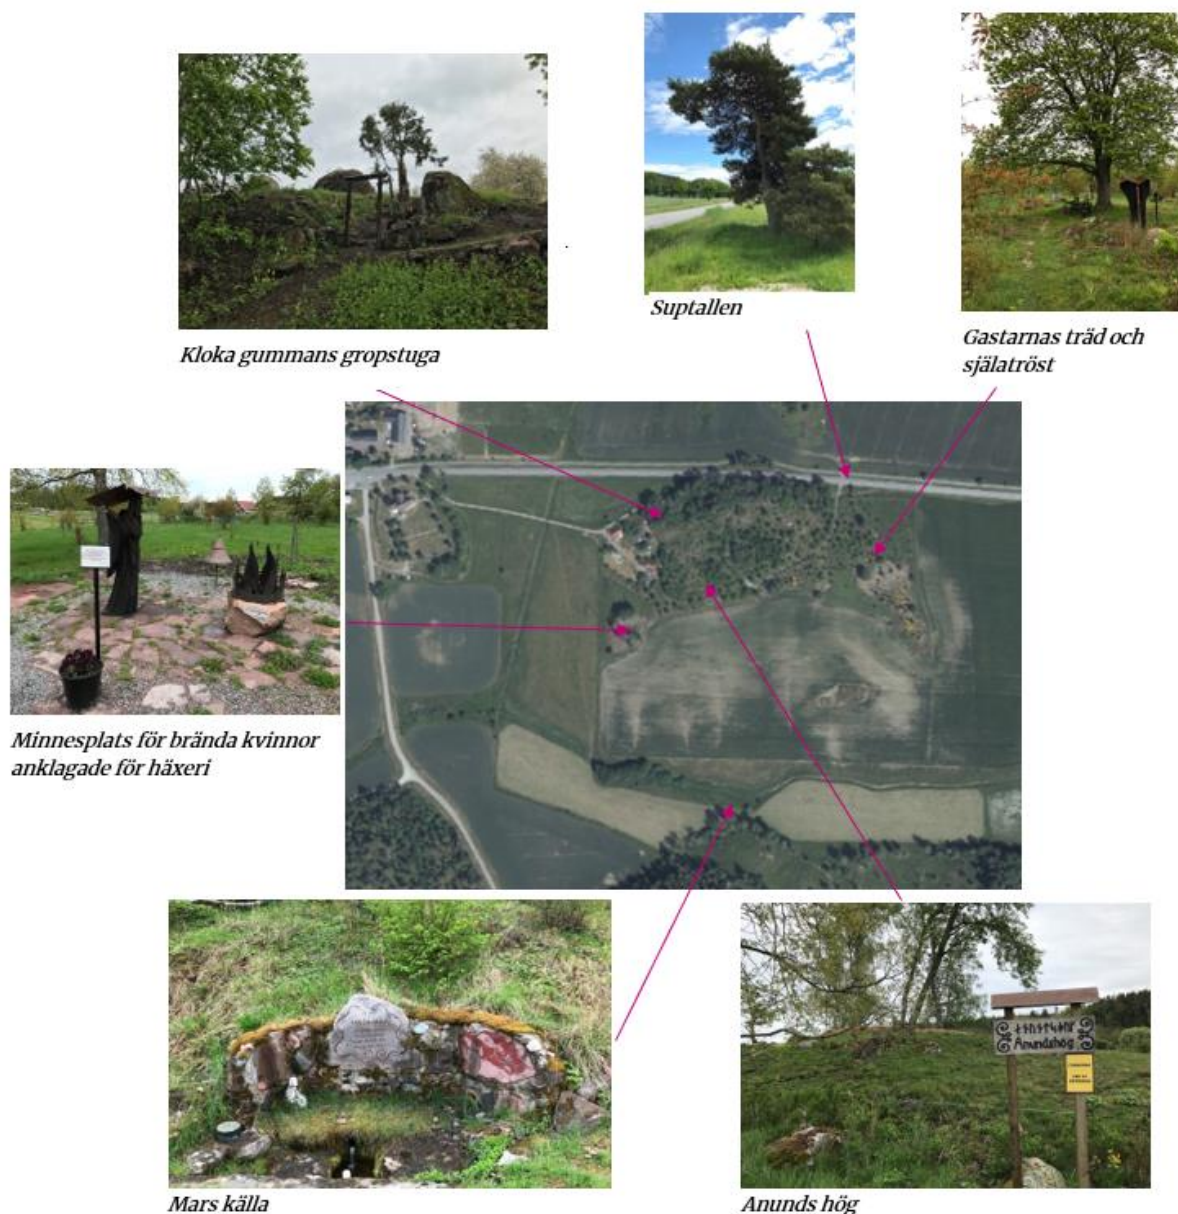 Suptallen
Kloka gummans gropstuga
Gastarnas träd och
själatröst
Minnesplats för brända kvinnor
anklagade för häxeri
Anundshög
Mars källa
Anunds hög